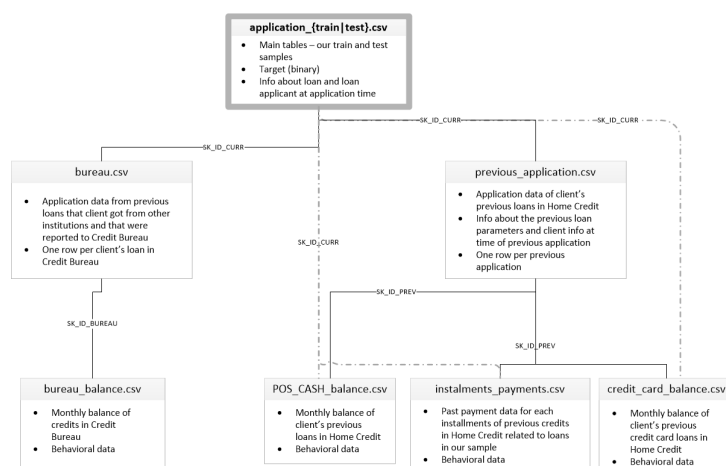 application_{train|test}.csv
• Main tables – our train and test
samples
• Target (binary)
• Info about loan and loan
applicant at application time
SK_ID_CURR
SK_ID_CURR
SK_ID_CURR
bureau.csv
• Application data from previous
loans that client got from other
institutions and that were
reported to Credit Bureau
• One row per client's loan in
Credit Bureau
previous_application.csv
• Application data of client's
previous loans in Home Credit
• Info about the previous loan
parameters and client info at
time of previous application
• One row per previous
application
SK_ID_CURR
SK_ID_PREV
SK_ID_BUREAU
SK_ID_PREV
bureau_balance.csv
• Monthly balance of
credits in Credit
Bureau
• Behavioral data
POS_CASH_balance.csv
• Monthly balance of
client's previous
loans in Home Credit
• Behavioral data
instalments_payments.csv
• Past payment data for each
installments of previous credits
in Home Credit related to loans
in our sample
• Behavioral data
credit_card_balance.csv
• Monthly balance of
client's previous
credit card loans in
Home Credit
• Behavioral data